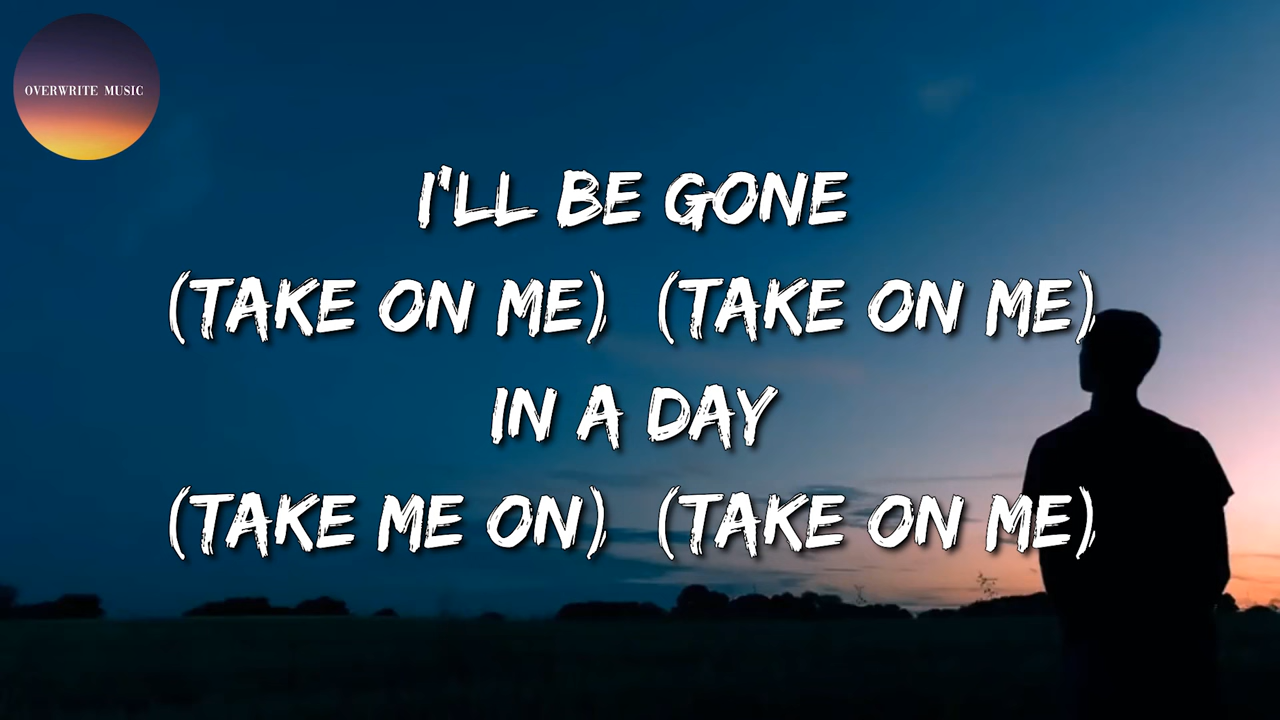 OVERWRITE MUSIC
I'LL BE GONE
(TAKE ON ME) (TAKE ON ME)
IN A DAY
(TAKE ME ON) (TAKE ON ME)